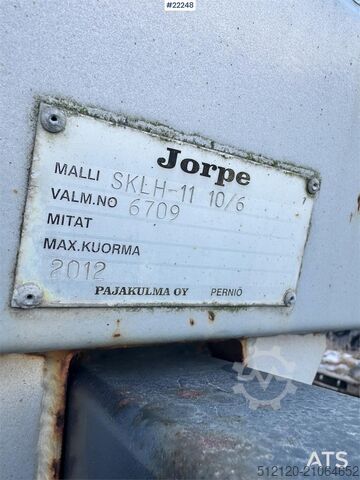 #22248
Jorpe
MALLI SKLH-11 10/6
VALM.NO 6709
MITAT
MAX.KUORMA
2012
PAJAKULMA OY PERNIÖ
ATS
512120-21064652